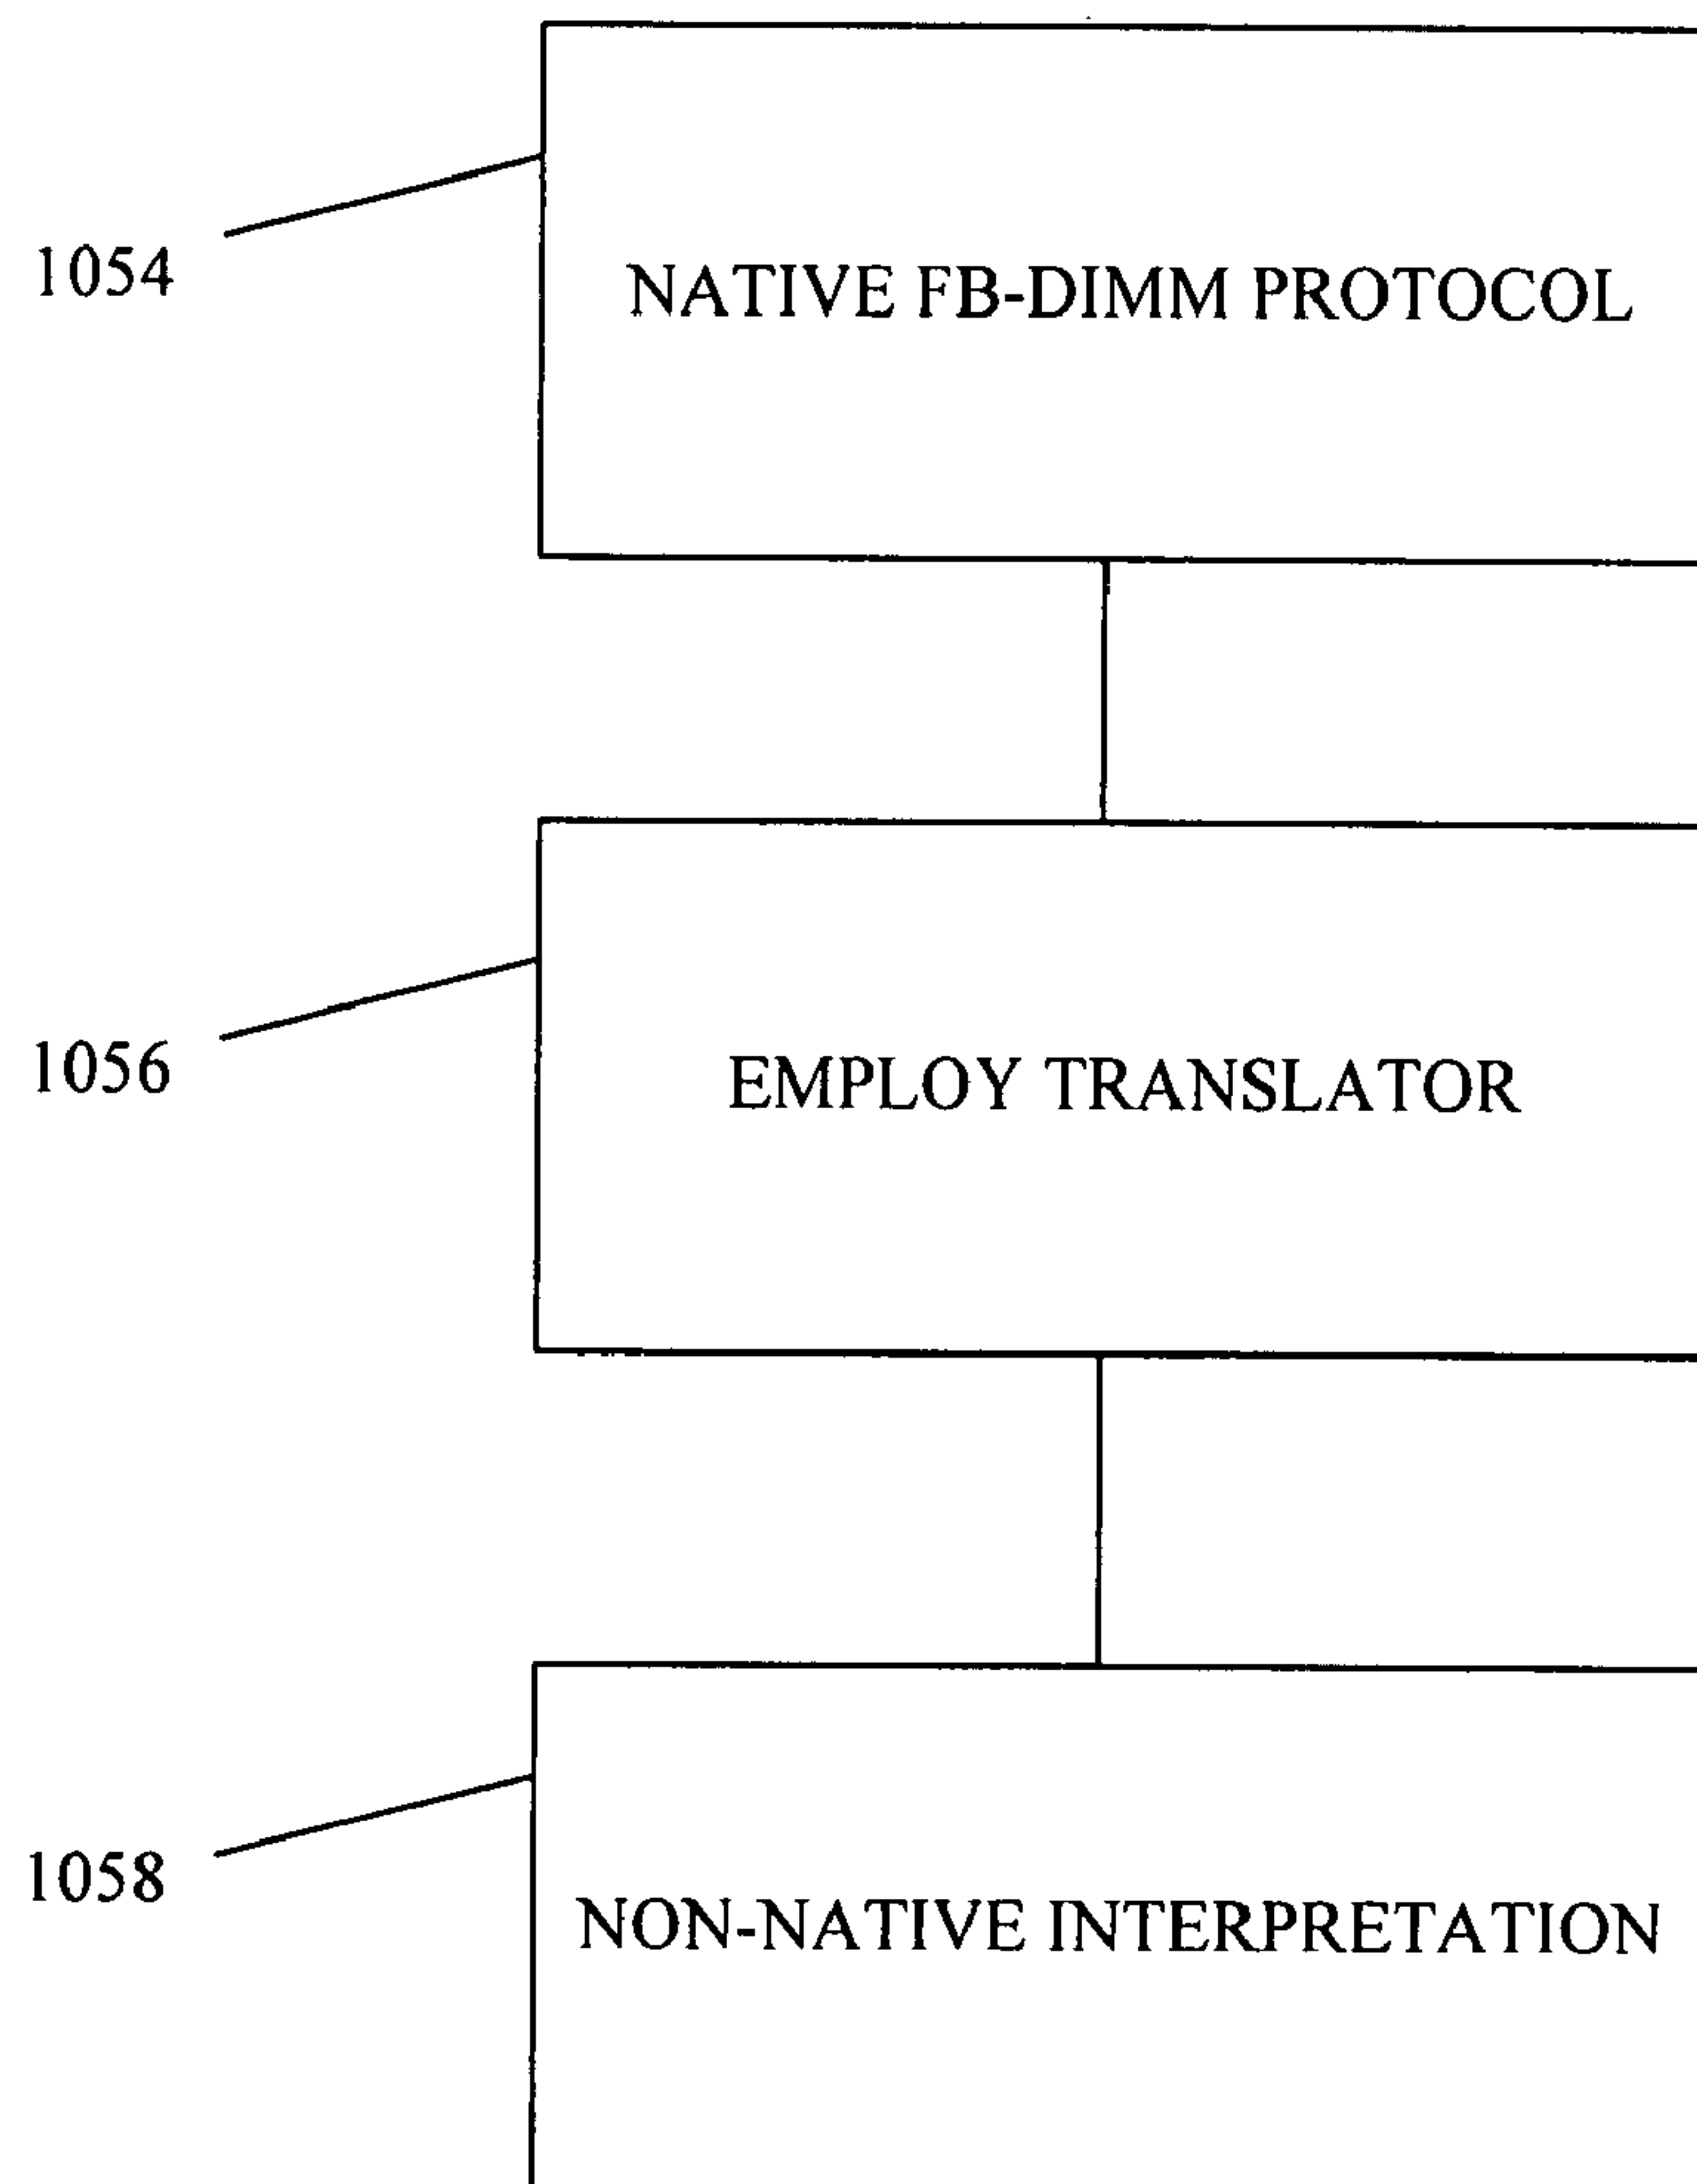 1054
NATIVE FB-DIMM PROTOCOL
1056
EMPLOY TRANSLATOR
1058
NON-NATIVE INTERPRETATION